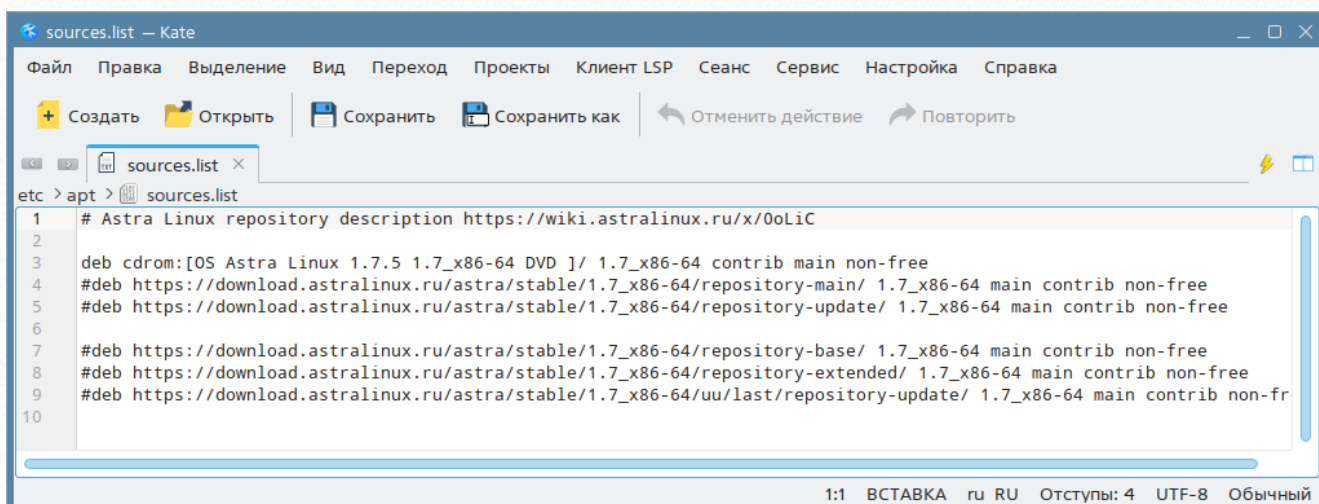 sources.list — Kate
Файл Правка Выделение Вид Переход Проекты Клиент LSP Сеанс Сервис Настройка Справка
Создать Открыть Сохранить Сохранить как Отменить действие Повторить
sources.list
etc > apt > sources.list
1 # Astra Linux repository description https://wiki.astralinux.ru/x/0oLiC
2
3 deb cdrom:[OS Astra Linux 1.7.5 1.7_x86-64 DVD ]/ 1.7_x86-64 contrib main non-free
4 #deb https://download.astralinux.ru/astra/stable/1.7_x86-64/repository-main/ 1.7_x86-64 main contrib non-free
5 #deb https://download.astralinux.ru/astra/stable/1.7_x86-64/repository-update/ 1.7_x86-64 main contrib non-free
6
7 #deb https://download.astralinux.ru/astra/stable/1.7_x86-64/repository-base/ 1.7_x86-64 main contrib non-free
8 #deb https://download.astralinux.ru/astra/stable/1.7_x86-64/repository-extended/ 1.7_x86-64 main contrib non-free
9 #deb https://download.astralinux.ru/astra/stable/1.7_x86-64/uu/last/repository-update/ 1.7_x86-64 main contrib non-fr
10
1:1 ВСТАВКА ru_RU Отступы: 4 UTF-8 Обычный